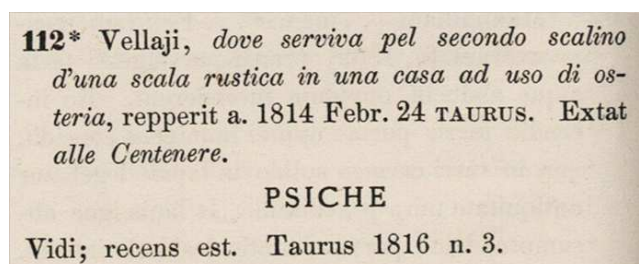 112* Vellaji, dove serviva pel secondo scalino
d'una scala rustica in una casa ad uso di os-
teria, repperit a. 1814 Febr. 24 TAURUS. Extat
alle Centenere.
PSICHE
Vidi; recens est. Taurus 1816 n. 3.